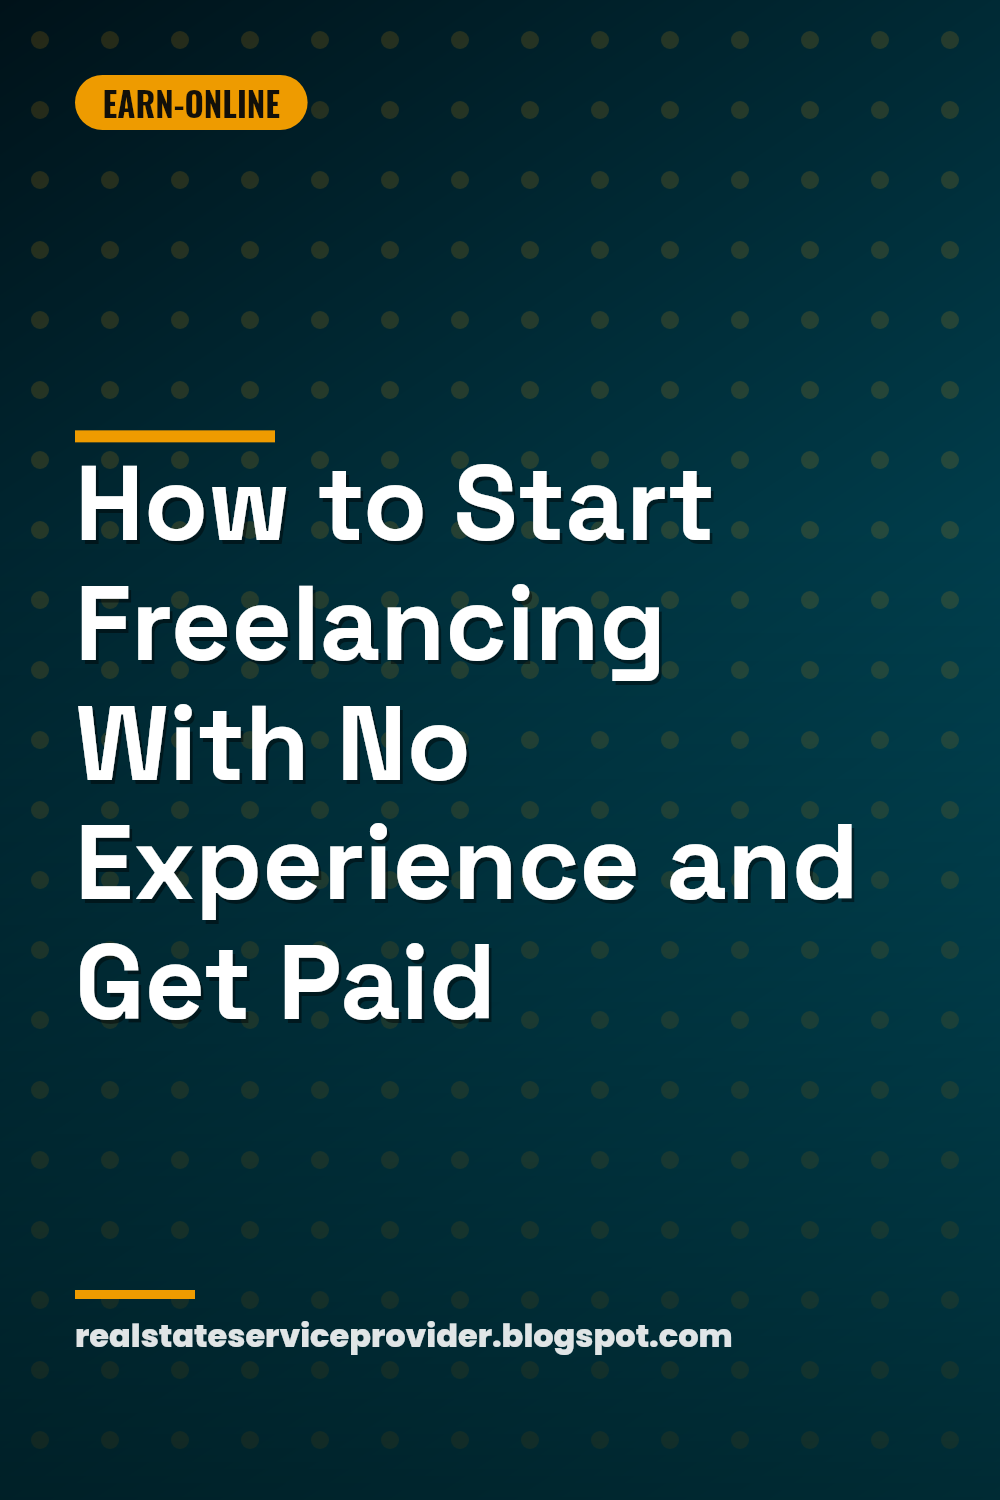 EARN-ONLINE
How to Start
Freelancing
With No
Experience and
Get Paid
realstateserviceprovider.blogspot.com